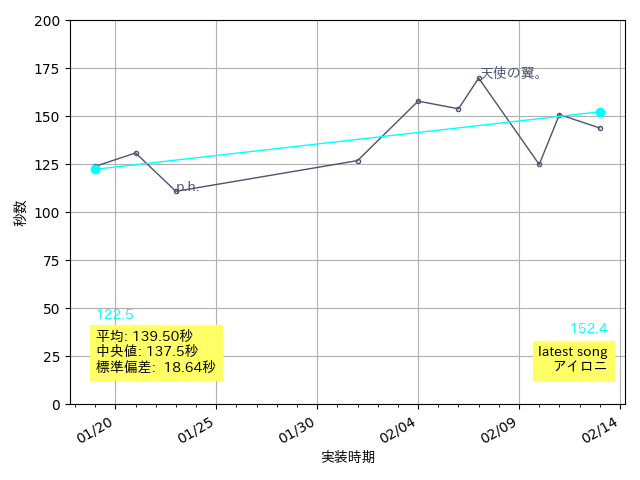 200
175
150
125
100
75
50
25
0
秒数
天使の翼。
p.h.
122.5
152.4
平均: 139.50秒
中央値: 137.5秒
標準偏差: 18.64秒
latest song
アイロニ
01/20
01/25
01/30
02/04
02/09
02/14
実装時期